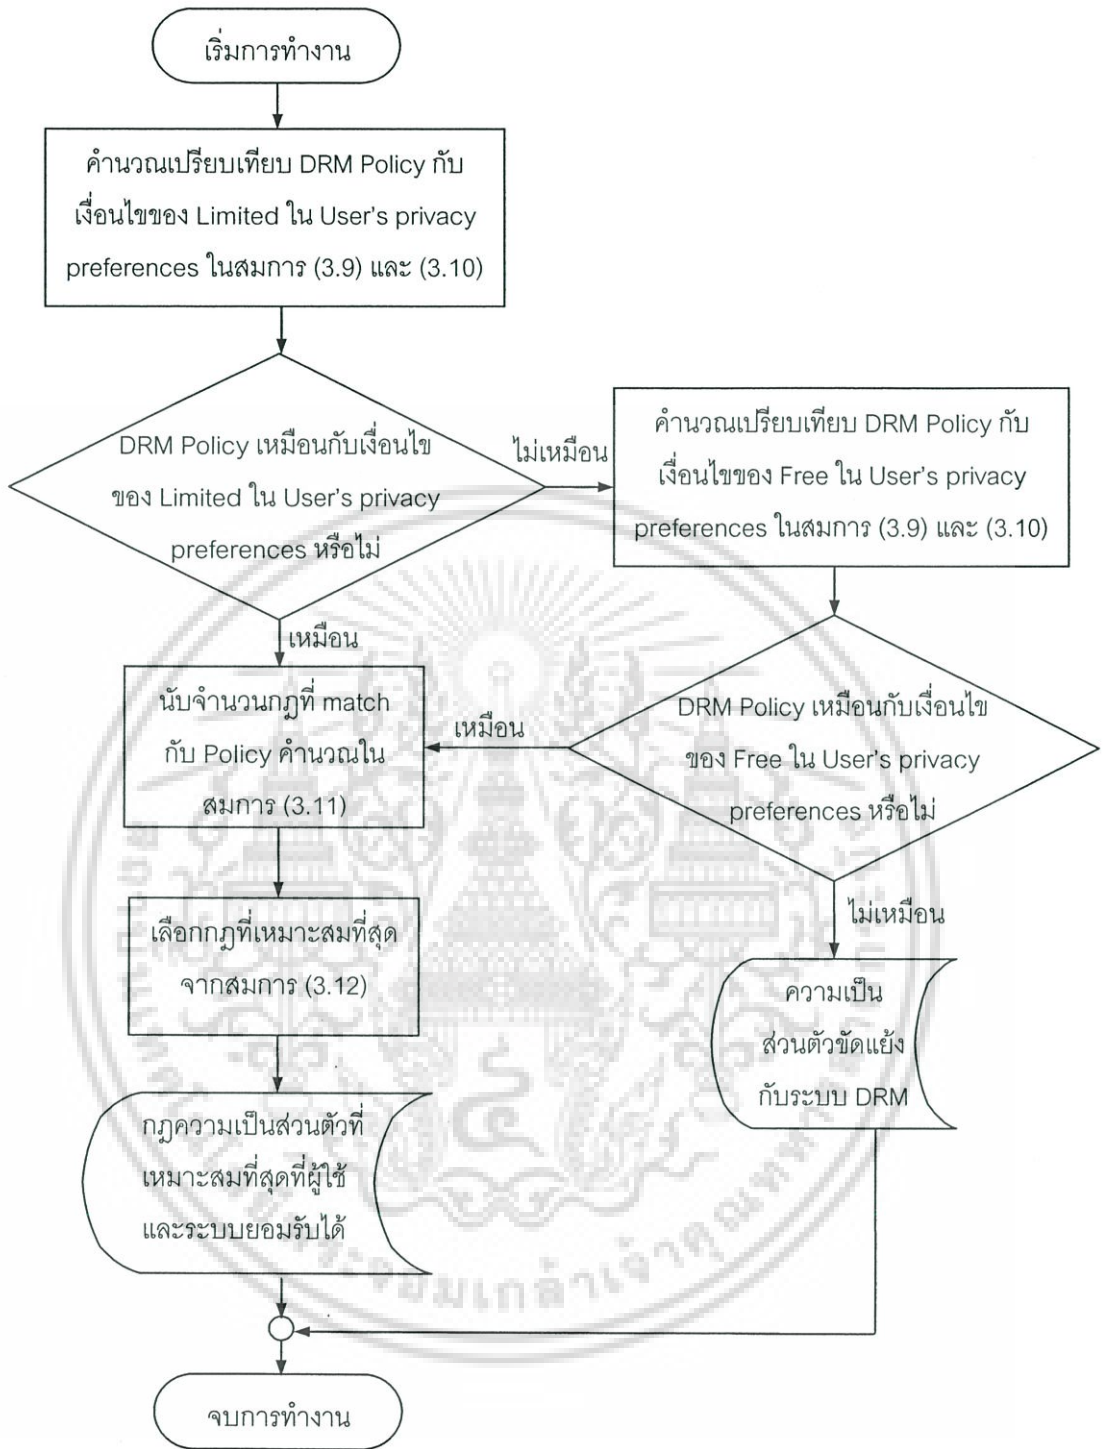 เริ่มการทำงาน
คำนวณเปรียบเทียบ DRM Policy กับ
เงื่อนไขของ Limited ใน User's privacy
preferences ในสมการ (3.9) และ (3.10)
DRM Policy เหมือนกับเงื่อนไข
ของ Limited ใน User's privacy
preferences หรือไม่
ไม่เหมือน
คำนวณเปรียบเทียบ DRM Policy กับ
เงื่อนไขของ Free ใน User's privacy
preferences ในสมการ (3.9) และ (3.10)
เหมือน
นับจำนวนกฎที่ match
กับ Policy คำนวณใน
สมการ (3.11)
เหมือน
DRM Policy เหมือนกับเงื่อนไข
ของ Free ใน User's privacy
preferences หรือไม่
ไม่เหมือน
เลือกกฎที่เหมาะสมที่สุด
จากสมการ (3.12)
ความเป็น
ส่วนตัวขัดแย้ง
กับระบบ DRM
กฎความเป็นส่วนตัวที่
เหมาะสมที่สุดที่ผู้ใช้
และระบบยอมรับได้
จบการทำงาน